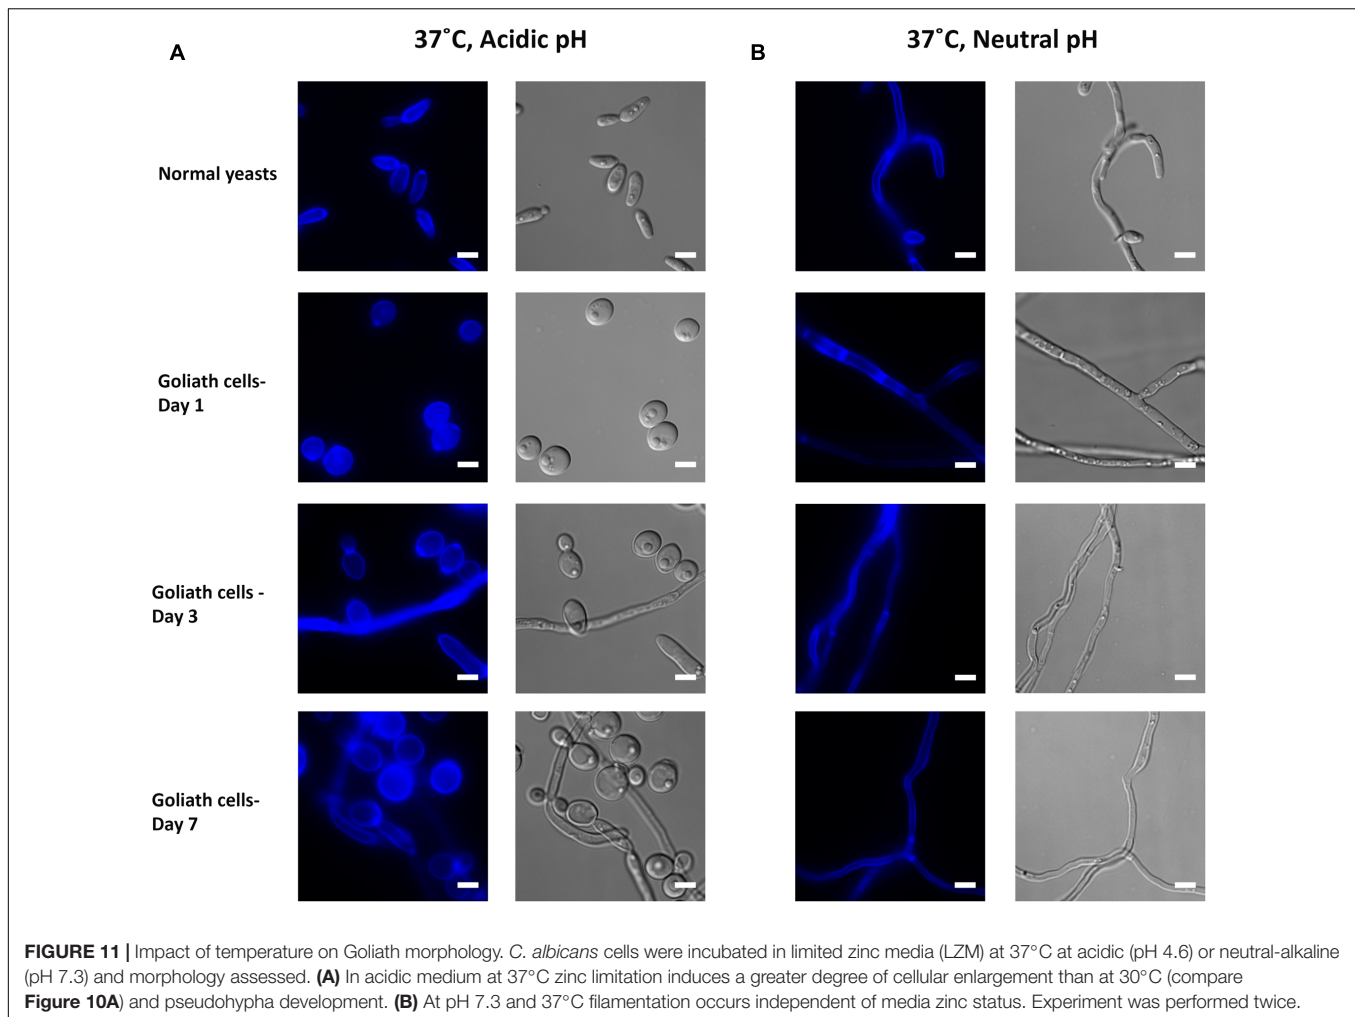 A
37˚C, Acidic pH
B
37˚C, Neutral pH
Normal yeasts
Goliath cells-
Day 1
Goliath cells -
Day 3
Goliath cells-
Day 7
FIGURE 11 | Impact of temperature on Goliath morphology. C. albicans cells were incubated in limited zinc media (LZM) at 37°C at acidic (pH 4.6) or neutral-alkaline
(pH 7.3) and morphology assessed. (A) In acidic medium at 37°C zinc limitation induces a greater degree of cellular enlargement than at 30°C (compare
Figure 10A) and pseudohypha development. (B) At pH 7.3 and 37°C filamentation occurs independent of media zinc status. Experiment was performed twice.